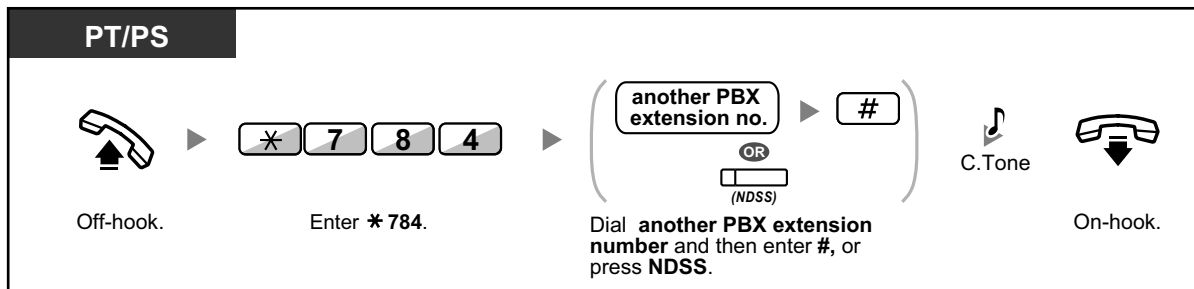 PT/PS
another PBX
extension no.
#
* 7 8 4
OR
(NDSS)
C.Tone
Off-hook.
Enter * 784.
Dial another PBX extension
number and then enter #, or
press NDSS.
On-hook.